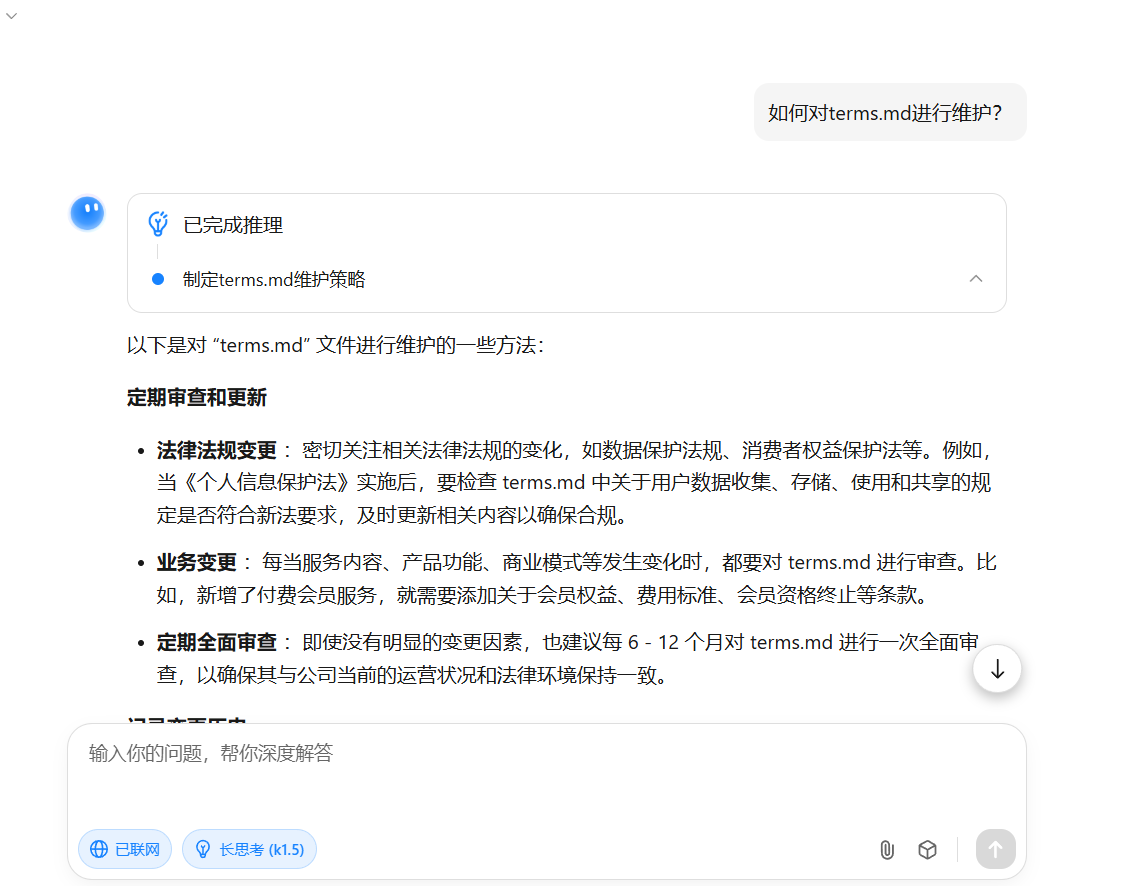 如何对terms.md进行维护？
已完成推理
制定terms.md维护策略
以下是对 “terms.md” 文件进行维护的一些方法：
定期审查和更新
• 法律法规变更 ：密切关注相关法律法规的变化，如数据保护法规、消费者权益保护法等。例如，
当《个人信息保护法》实施后，要检查 terms.md 中关于用户数据收集、存储、使用和共享的规
定是否符合新法要求，及时更新相关内容以确保合规。
• 业务变更 ：每当服务内容、产品功能、商业模式等发生变化时，都要对 terms.md 进行审查。比
如，新增了付费会员服务，就需要添加关于会员权益、费用标准、会员资格终止等条款。
• 定期全面审查 ：即使没有明显的变更因素，也建议每 6 - 12 个月对 terms.md 进行一次全面审
查，以确保其与公司当前的运营状况和法律环境保持一致。
记录变更历史
输入你的问题，帮你深度解答
已联网
长思考 (k1.5)